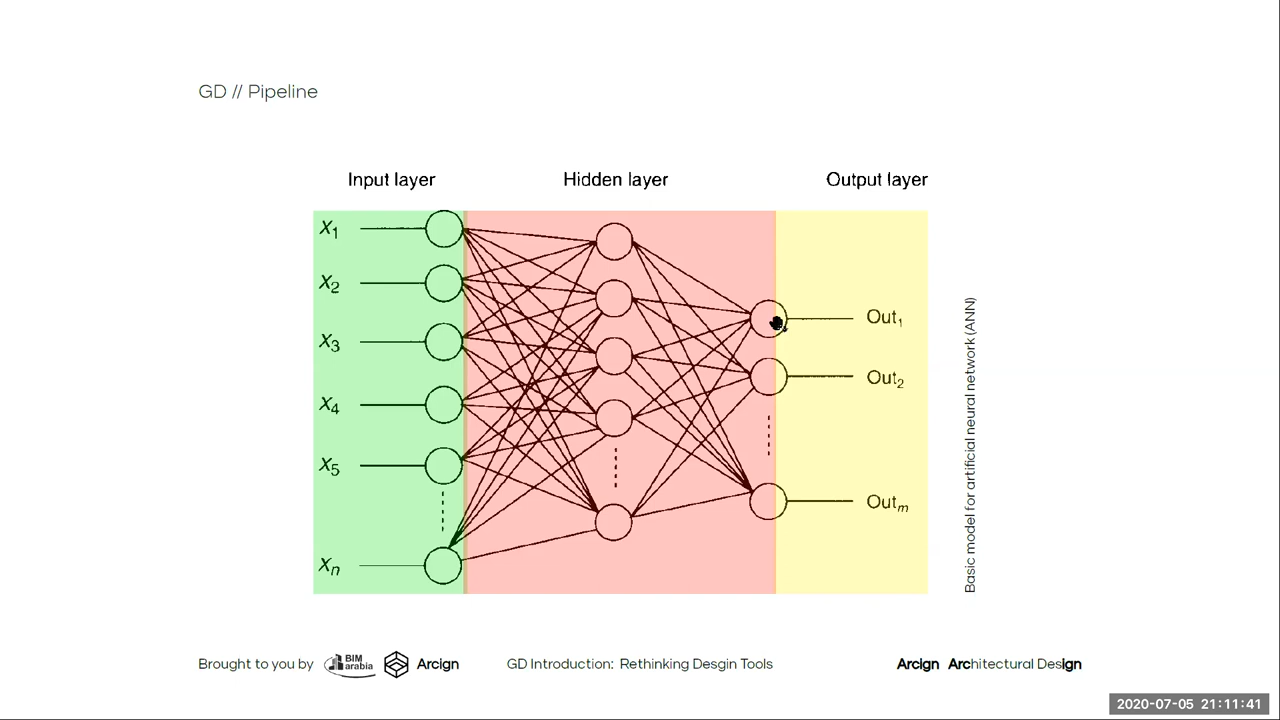 GD // Pipeline
Input layer
Hidden layer
Output layer
X1
X2
X3
X4
X5
Xn
Out1
Out2
Outm
Basic model for artificial neural network (ANN)
Brought to you by
BIM
arabia
Arcign
GD Introduction: Rethinking Desgin Tools
Arcign Architectural Design
2020-07-05 21:11:41